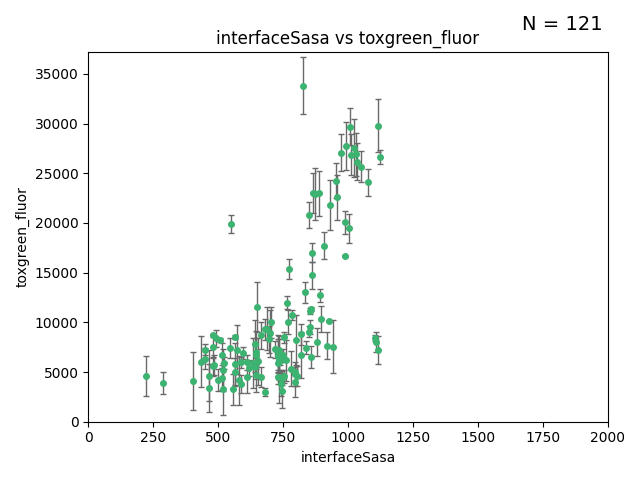 N = 121
interfaceSasa vs toxgreen_fluor
35000
30000
25000
20000
15000
10000
5000
0
toxgreen_fluor
0 250 500 750 1000 1250 1500 1750 2000
interfaceSasa